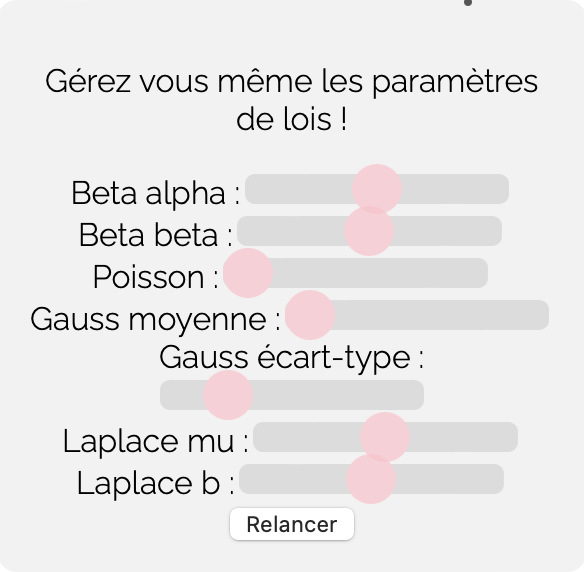 Gérez vous même les paramètres
de lois !
Beta alpha :
Beta beta :
Poisson :
Gauss moyenne :
Gauss écart-type :
Laplace mu :
Laplace b :
Relancer